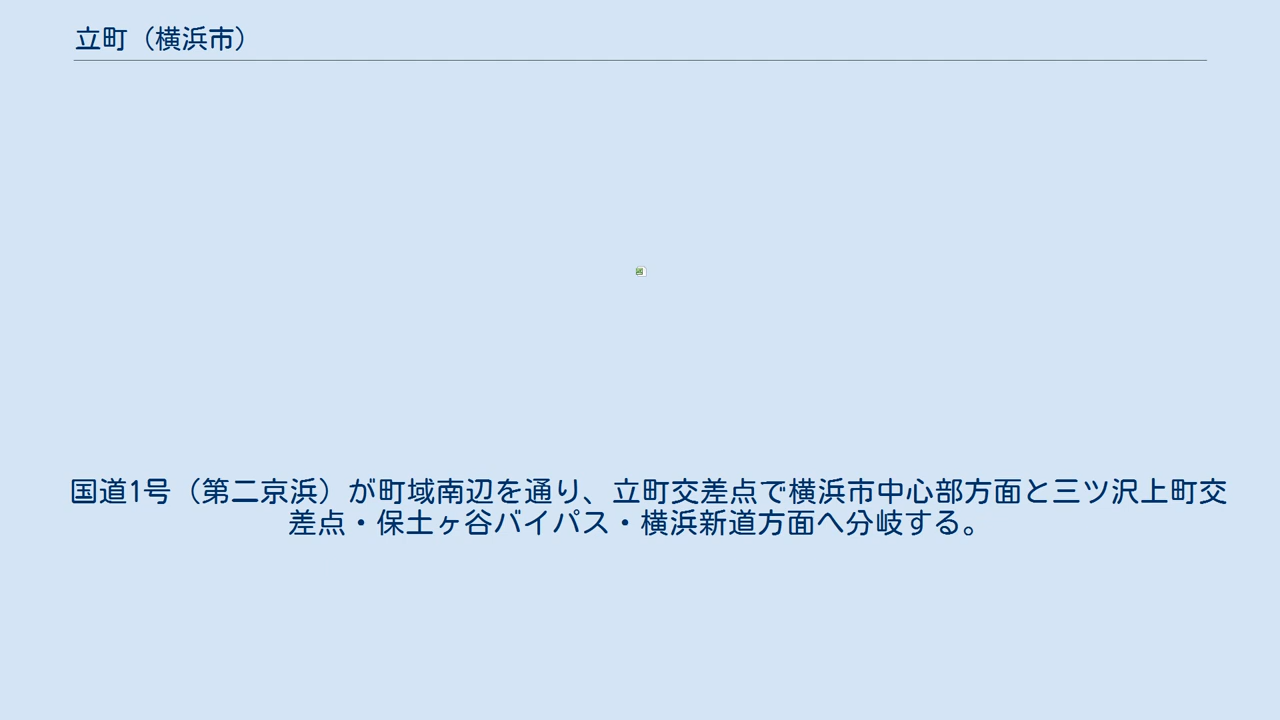 立町（横浜市）
国道1号（第二京浜）が町域南辺を通り、立町交差点で横浜市中心部方面と三ツ沢上町交
差点・保土ヶ谷バイパス・横浜新道方面へ分岐する。